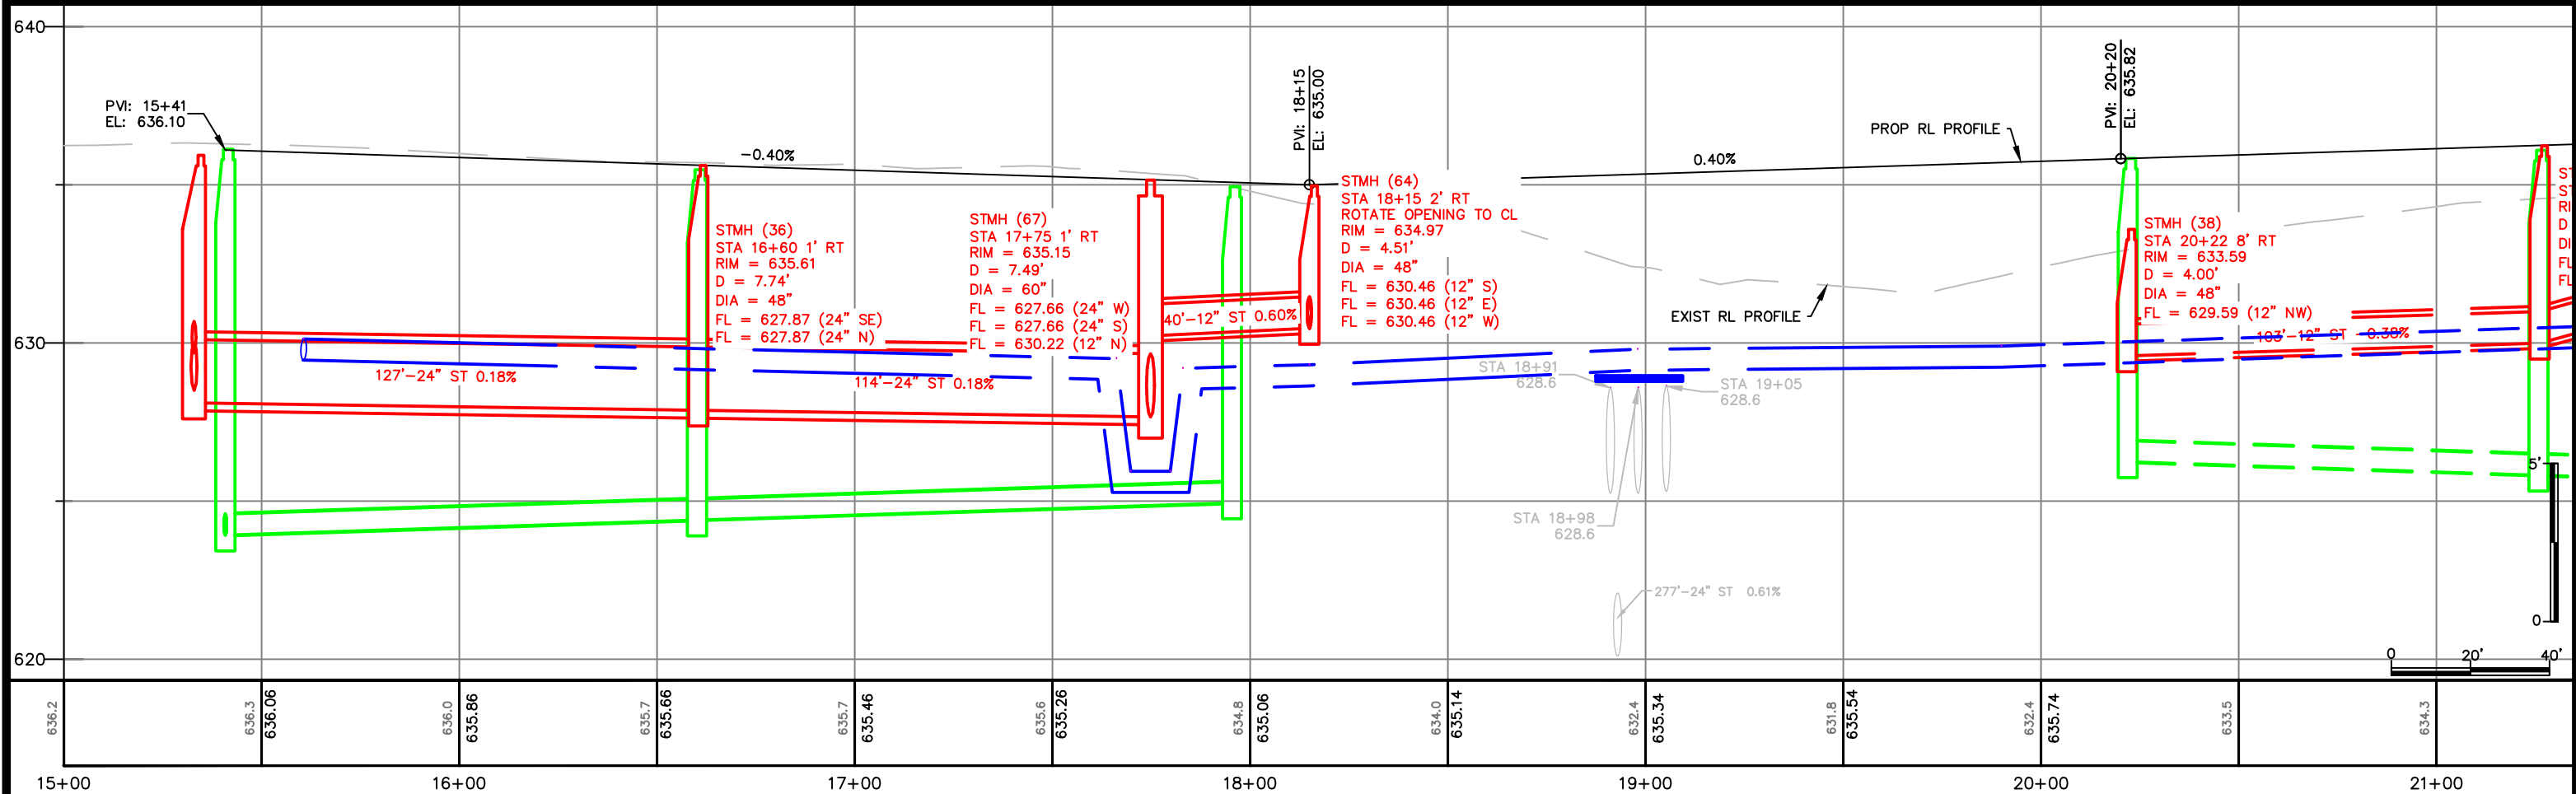 640
630
620
PVI: 15+41
EL: 636.10
-0.40%
PVI: 18+15
EL: 635.00
0.40%
PROP RL PROFILE
PVI: 20+20
EL: 635.82
STMH (36)
STA 16+60 1' RT
RIM = 635.61
D = 7.74'
DIA = 48"
FL = 627.87 (24" SE)
FL = 627.87 (24" N)
STMH (67)
STA 17+75 1' RT
RIM = 635.15
D = 7.49'
DIA = 60"
FL = 627.66 (24" W)
FL = 627.66 (24" S)
FL = 630.22 (12" N)
STMH (64)
STA 18+15 2' RT
ROTATE OPENING TO CL
RIM = 634.97
D = 4.51'
DIA = 48"
FL = 630.46 (12" S)
FL = 630.46 (12" E)
FL = 630.46 (12" W)
STMH (38)
STA 20+22 8' RT
RIM = 633.59
D = 4.00'
DIA = 48"
FL = 629.59 (12" NW)
EXIST RL PROFILE
127'-24" ST 0.18%
114'-24" ST 0.18%
40'-12" ST 0.60%
103'-12" ST 0.38%
STA 18+91
628.6
STA 19+05
628.6
STA 18+98
628.6
277'-24" ST 0.61%
ST
ST
RI
D
DI
FL
FL
5'
0
0 20' 40'
636.2 636.3 636.06 636.0 635.86 635.7 635.66 635.7 635.46 635.6 635.26 634.8 635.06 634.0 635.14 632.4 635.34 631.8 635.54 632.4 635.74 633.5 634.3
15+00 16+00 17+00 18+00 19+00 20+00 21+00